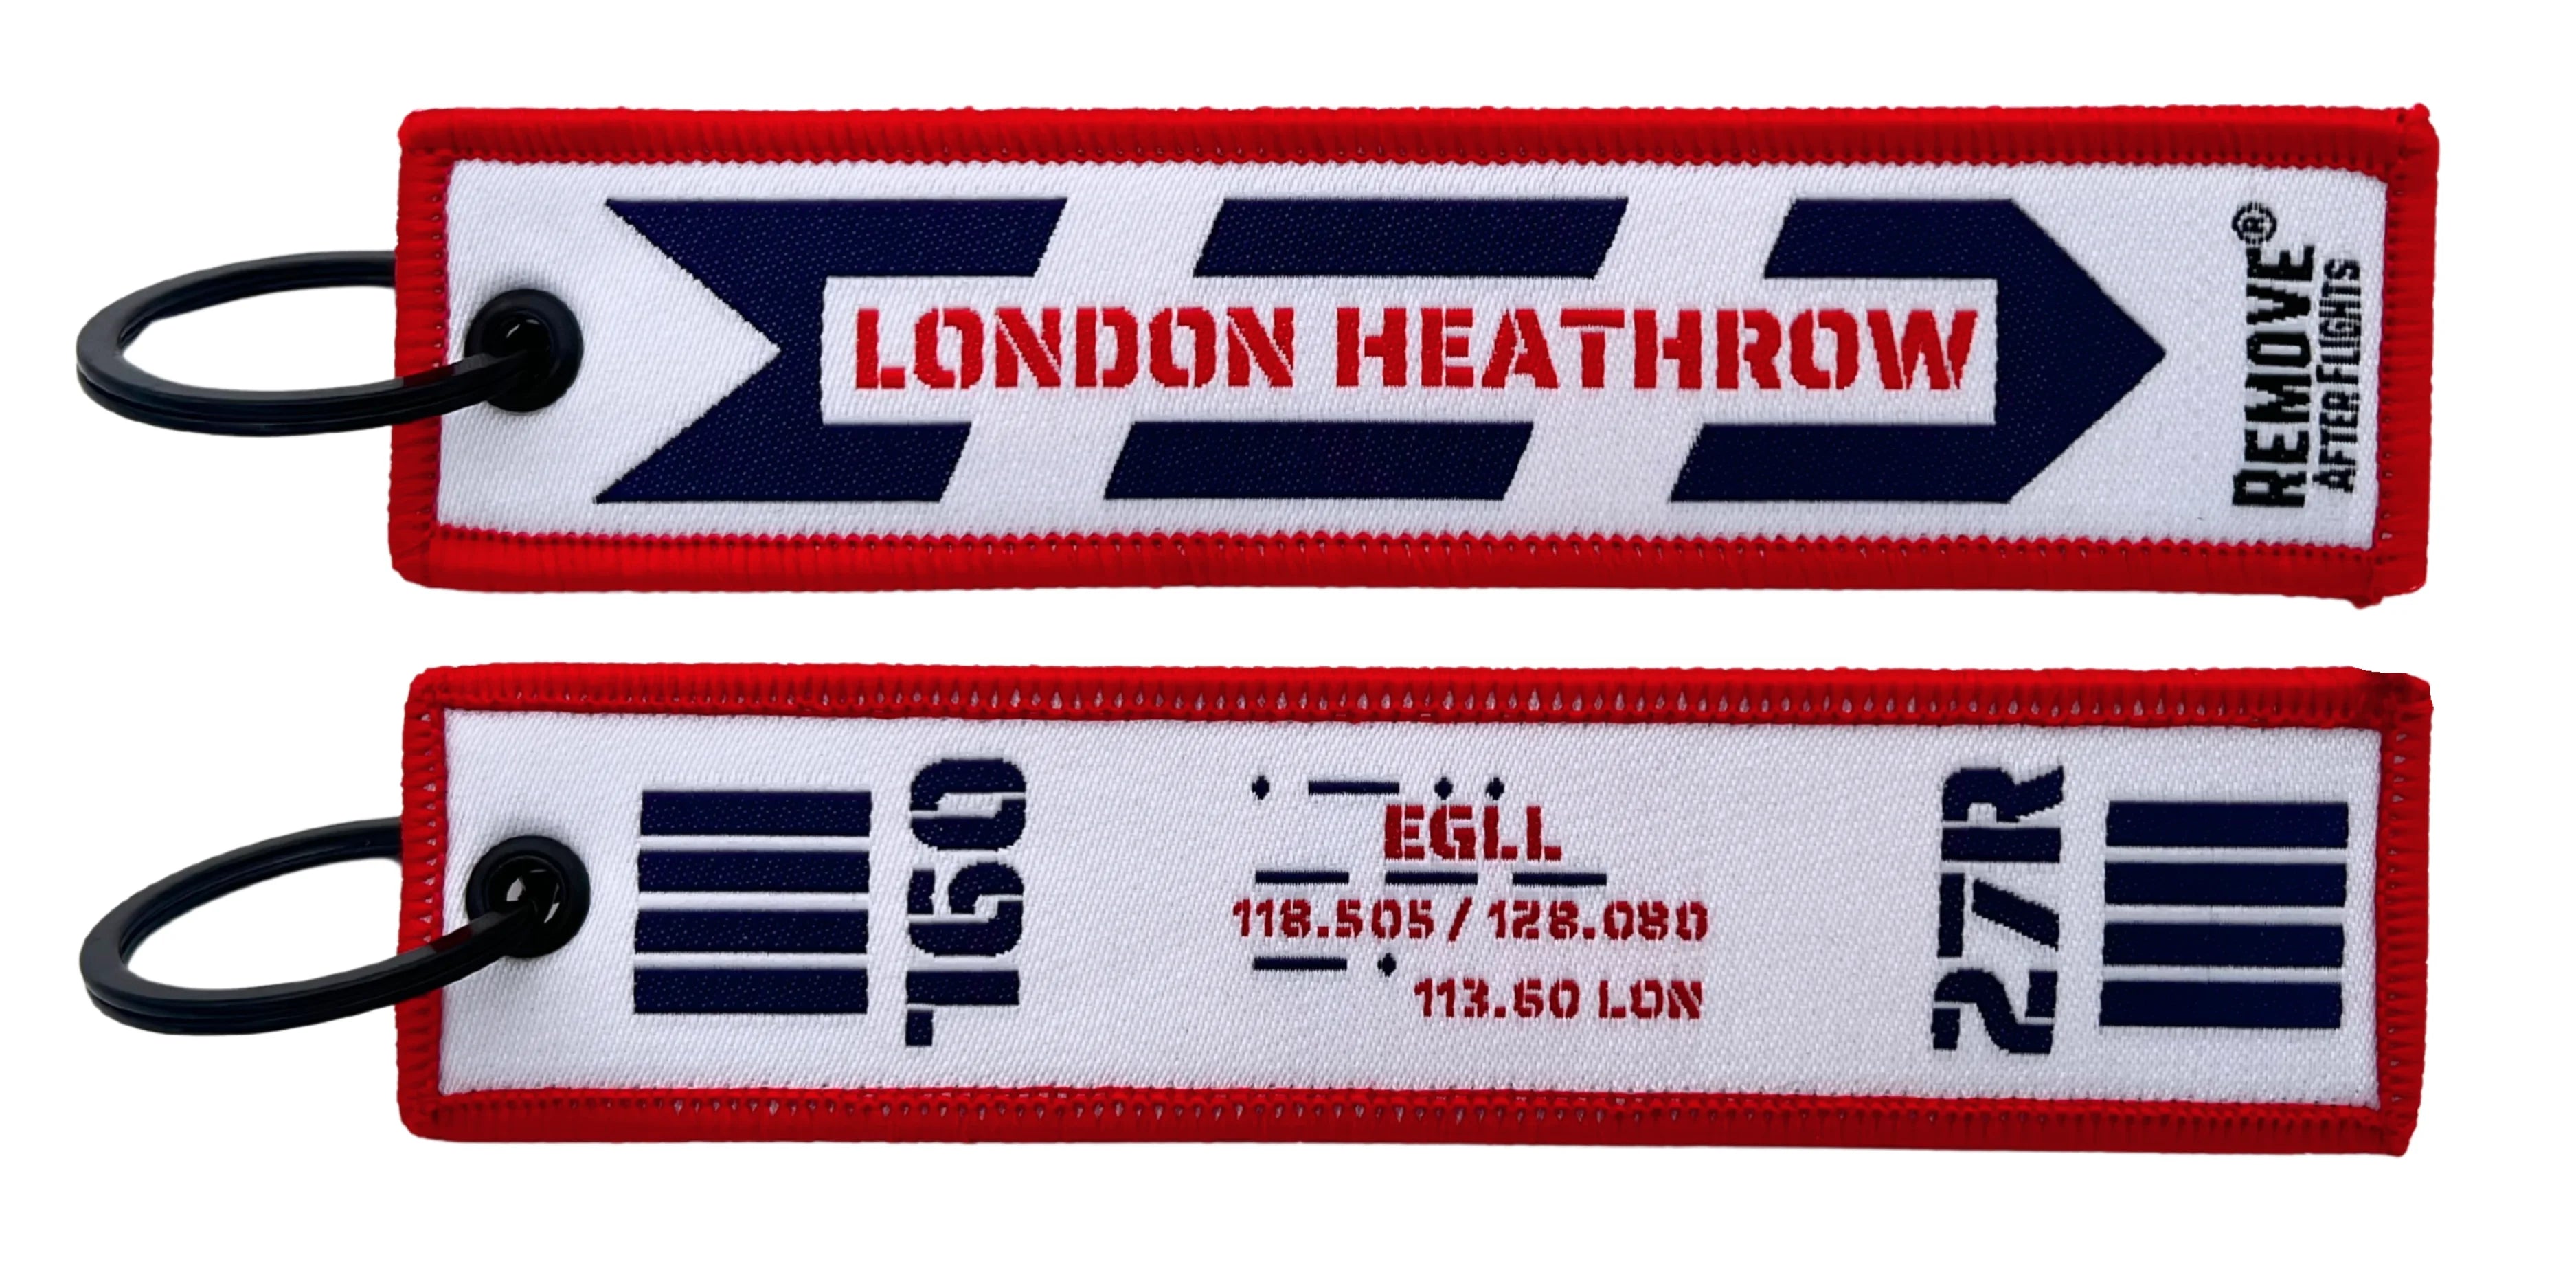 LONDON HEATHROW
REMOVE®
AFTER FLIGHTS
09L
EGLL
118.505 / 128.080
113.60 LON
27R